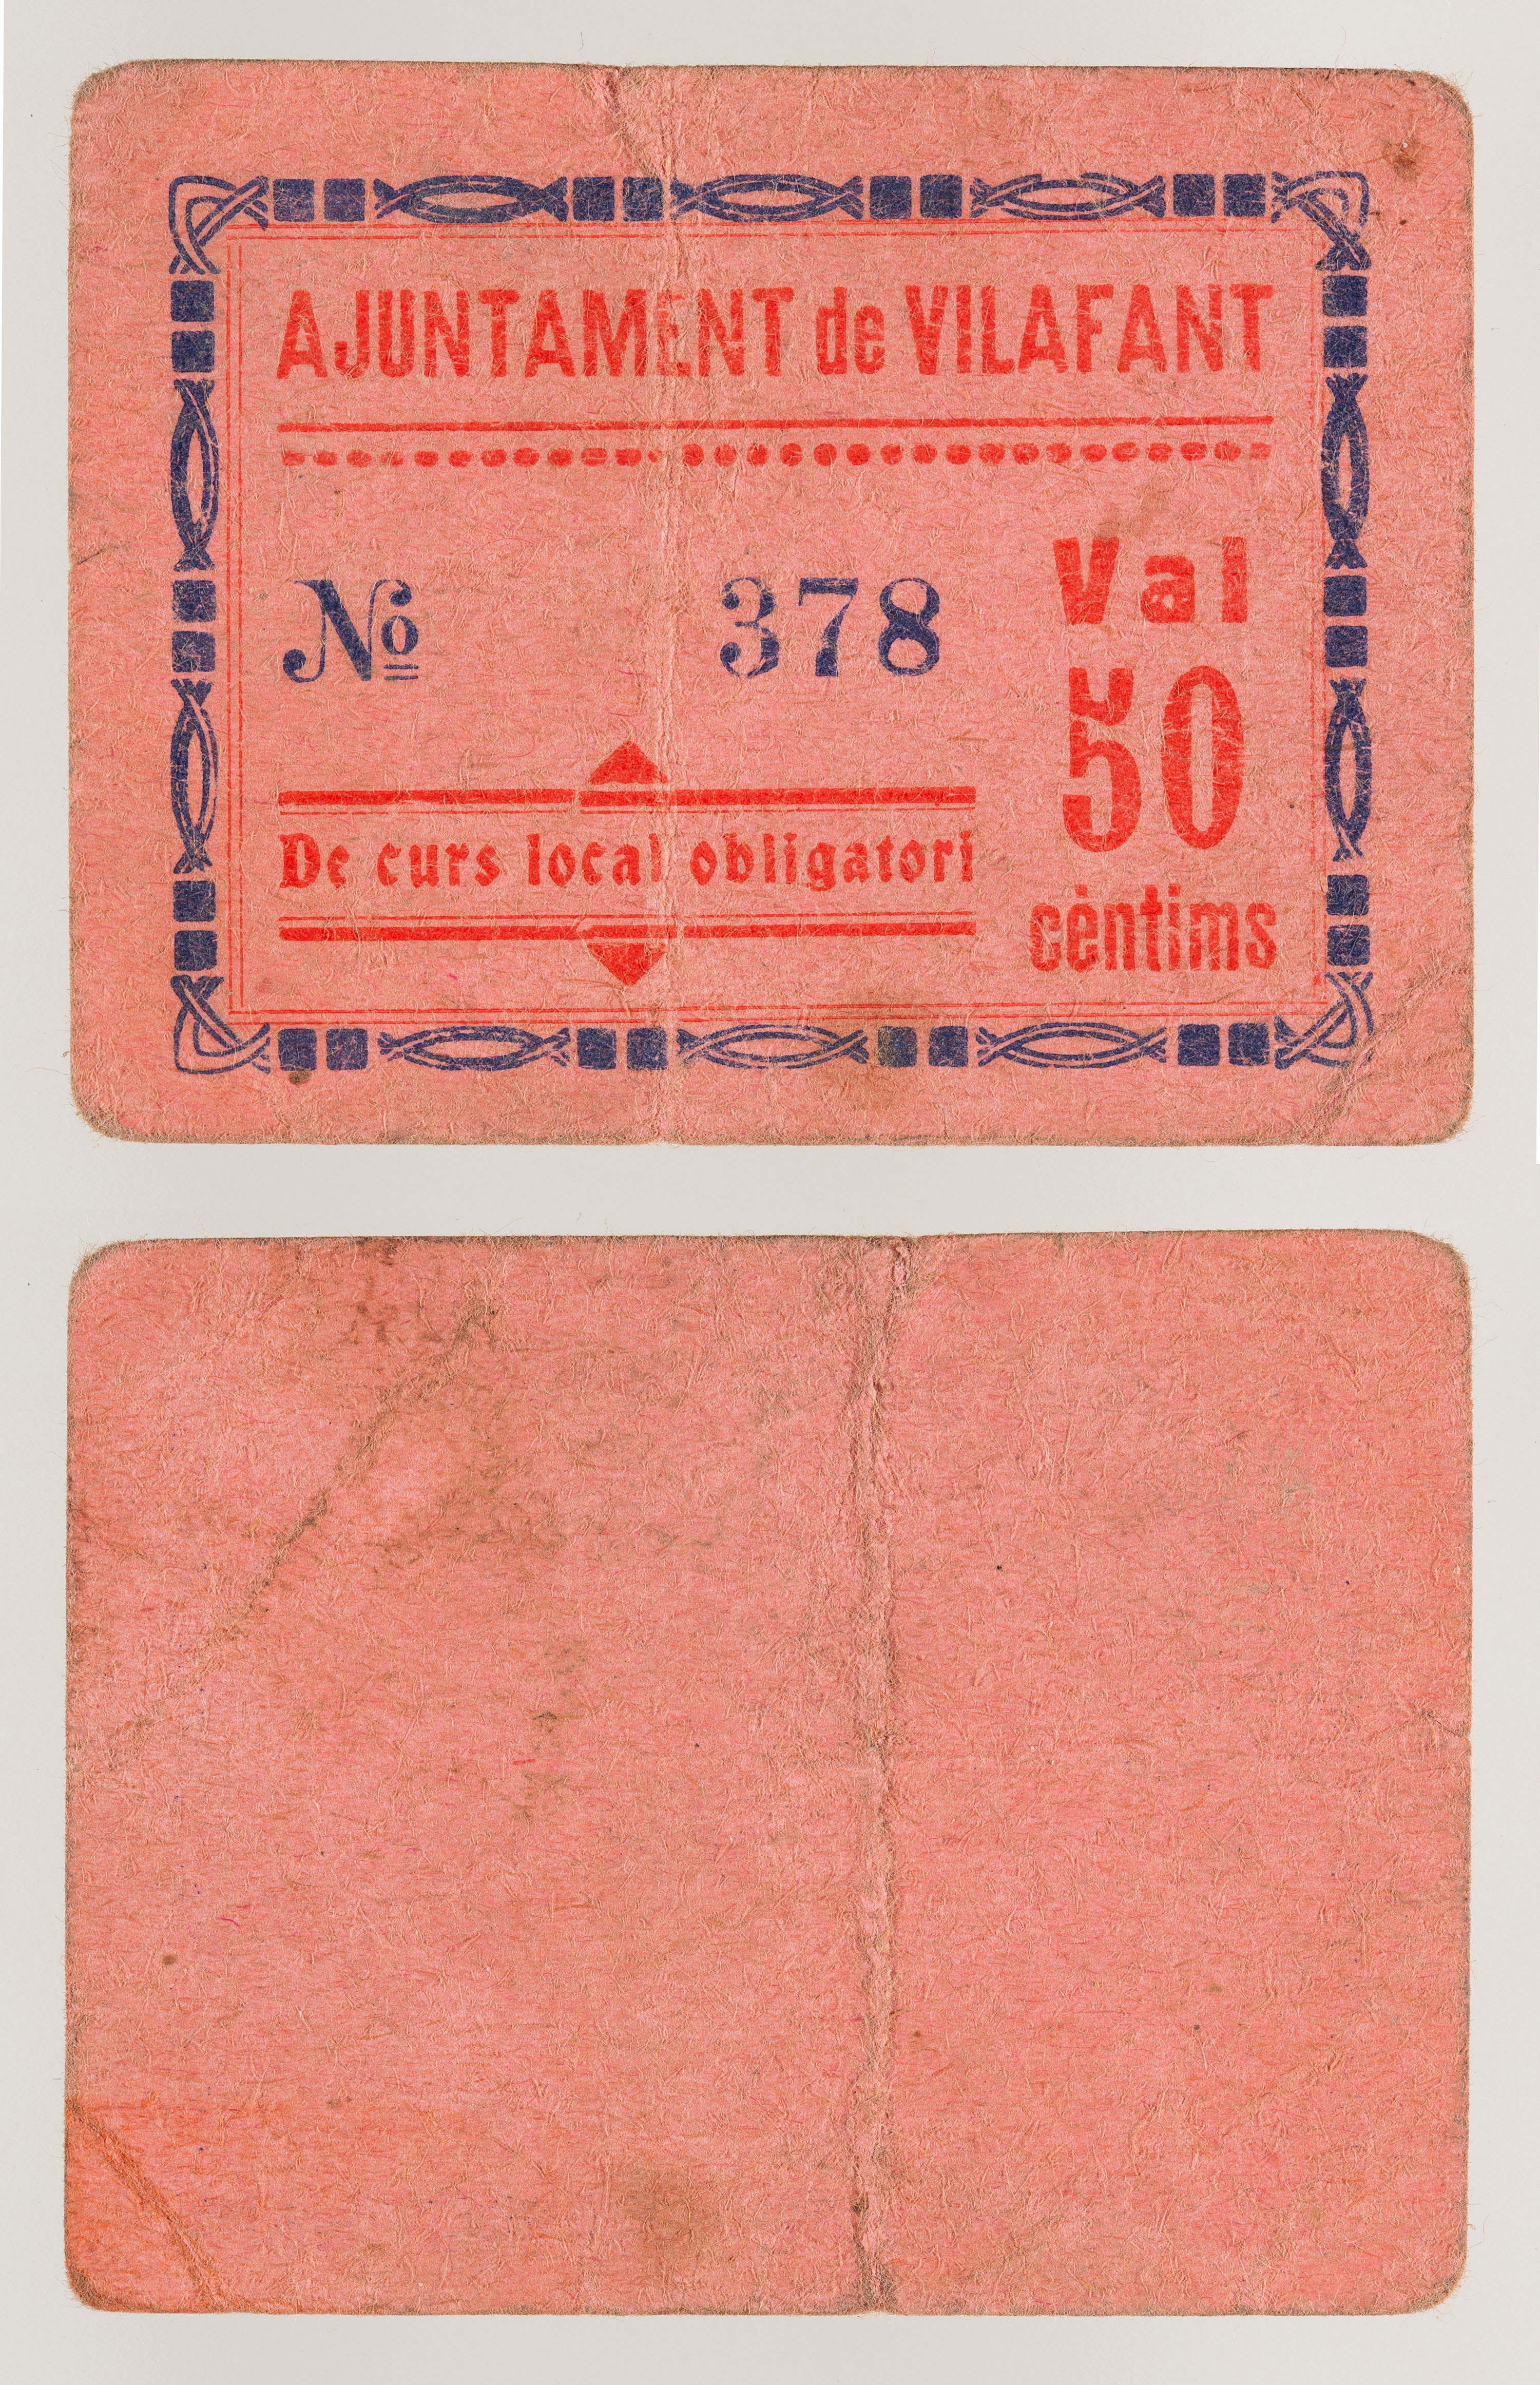 AJUNTAMENT de VILAFANT
Nº 378
Val
50
cèntims
De curs local obligatori